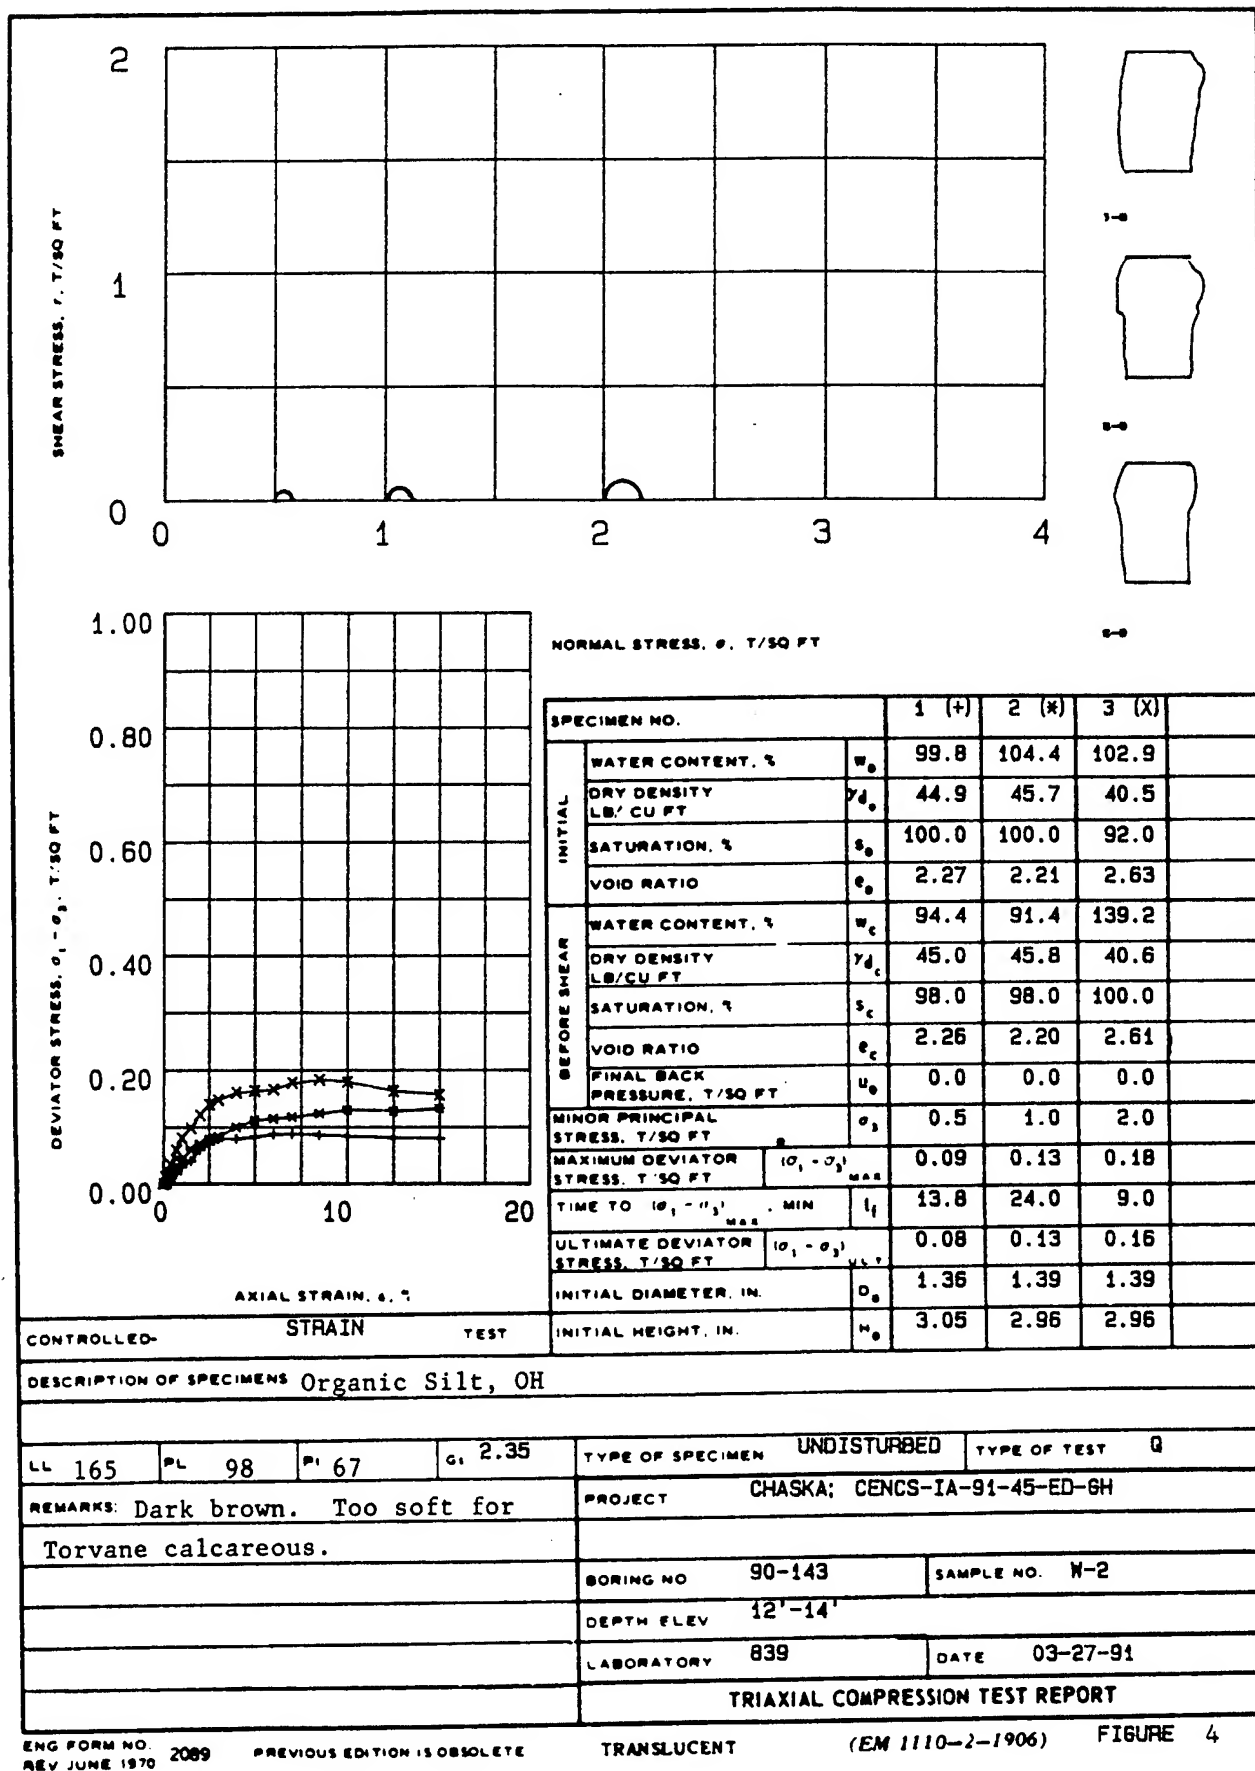 2
1
0
SHEAR STRESS, τ, T/SQ FT
0 1 2 3 4
NORMAL STRESS, σ, T/SQ FT
1.00
0.80
0.60
0.40
0.20
0.00
DEVIATOR STRESS, σ₁ - σ₃, T/SQ FT
0 10 20
AXIAL STRAIN, ε, %
CONTROLLED- STRAIN TEST
SPECIMEN NO. 1 (+) 2 (*) 3 (X)
INITIAL
WATER CONTENT, % w₀ 99.8 104.4 102.9
DRY DENSITY LB/ CU FT γd₀ 44.9 45.7 40.5
SATURATION, % S₀ 100.0 100.0 92.0
VOID RATIO e₀ 2.27 2.21 2.63
BEFORE SHEAR
WATER CONTENT, % wc 94.4 91.4 139.2
DRY DENSITY LB/CU FT γdc 45.0 45.8 40.6
SATURATION, % Sc 98.0 98.0 100.0
VOID RATIO ec 2.26 2.20 2.61
FINAL BACK PRESSURE, T/SQ FT u₀ 0.0 0.0 0.0
MINOR PRINCIPAL STRESS, T/SQ FT σ₃ 0.5 1.0 2.0
MAXIMUM DEVIATOR STRESS, T/SQ FT (σ₁ - σ₃) MAX 0.09 0.13 0.18
TIME TO (σ₁ - σ₃) MAX, MIN tf 13.8 24.0 9.0
ULTIMATE DEVIATOR STRESS, T/SQ FT (σ₁ - σ₃) ULT 0.08 0.13 0.16
INITIAL DIAMETER, IN. D₀ 1.36 1.39 1.39
INITIAL HEIGHT, IN. H₀ 3.05 2.96 2.96
DESCRIPTION OF SPECIMENS Organic Silt, OH
LL 165 PL 98 PI 67 Gs 2.35
TYPE OF SPECIMEN UNDISTURBED TYPE OF TEST Q
REMARKS: Dark brown. Too soft for
Torvane calcareous.
PROJECT CHASKA; CENCS-IA-91-45-ED-GH
BORING NO 90-143 SAMPLE NO. W-2
DEPTH ELEV 12'-14'
LABORATORY 839 DATE 03-27-91
TRIAXIAL COMPRESSION TEST REPORT
ENG FORM NO. 2089 PREVIOUS EDITION IS OBSOLETE TRANSLUCENT (EM 1110-2-1906) FIGURE 4
REV JUNE 1970